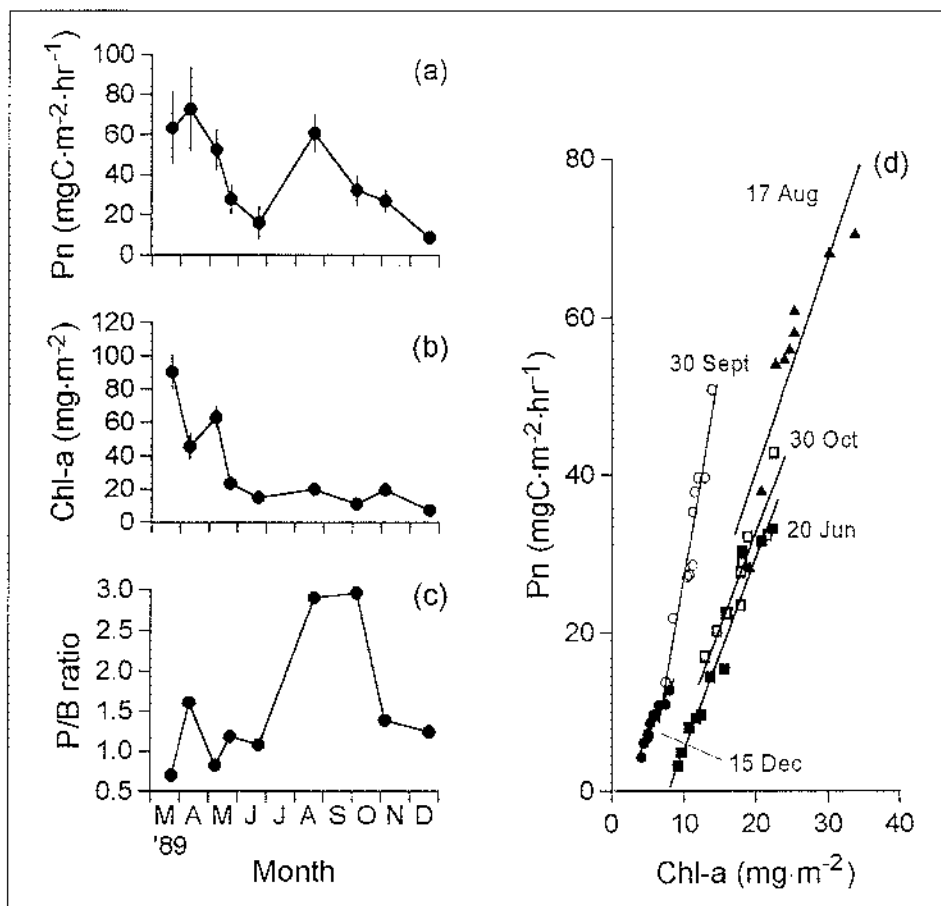 (a)
Pn (mgC·m-2·hr-1)
100
80
60
40
20
0
(b)
Chl-a (mg·m-2)
120
100
80
60
40
20
0
(c)
P/B ratio
3.0
2.5
2.0
1.5
1.0
0.5
M A M J J A S O N D
'89
Month
(d)
Pn (mgC·m-2·hr-1)
80
60
40
20
0
17 Aug
30 Sept
30 Oct
20 Jun
15 Dec
0 10 20 30 40
Chl-a (mg·m-2)